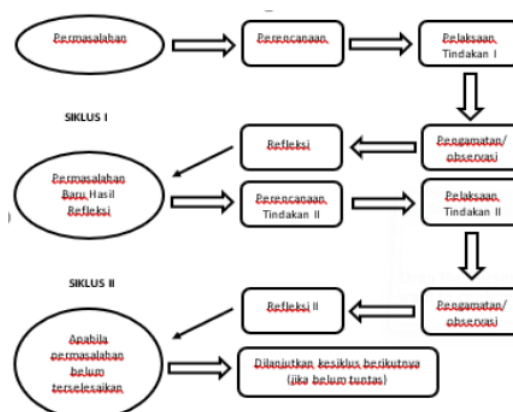 Permasalahan
Perencanaan
Pelaksaan
Tindakan I
SIKLUS I
Refleksi
Pengamatan/
observasi
Permasalahan
Baru Hasil
Refleksi
Perencanaan
Tindakan II
Pelaksaan
Tindakan II
SIKLUS II
Refleksi II
Pengamatan/
observasi
Apabila
permasalahan
belum
terselesaikan
Dilanjutkan kesiklus berikutnya
(jika belum tuntas)